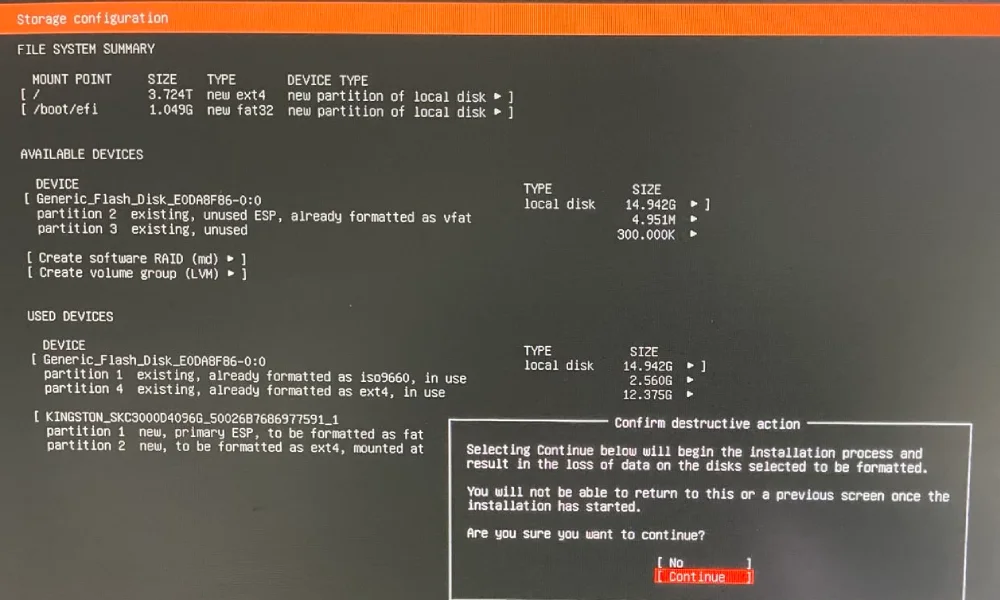 Storage configuration
FILE SYSTEM SUMMARY
MOUNT POINT SIZE TYPE DEVICE TYPE
[ / 3.724T new ext4 new partition of local disk ▸ ]
[ /boot/efi 1.049G new fat32 new partition of local disk ▸ ]
AVAILABLE DEVICES
DEVICE TYPE SIZE
[ Generic_Flash_Disk_E0DA8F86-0:0 local disk 14.942G ▸ ]
partition 2 existing, unused ESP, already formatted as vfat 4.951M ▸
partition 3 existing, unused 300.000K ▸
[ Create software RAID (md) ▸ ]
[ Create volume group (LVM) ▸ ]
USED DEVICES
DEVICE TYPE SIZE
[ Generic_Flash_Disk_E0DA8F86-0:0 local disk 14.942G ▸ ]
partition 1 existing, already formatted as iso9660, in use 2.560G ▸
partition 4 existing, already formatted as ext4, in use 12.375G ▸
[ KINGSTON_SKC3000D4096G_50026B7686977591_1
partition 1 new, primary ESP, to be formatted as fat
partition 2 new, to be formatted as ext4, mounted at
Confirm destructive action
Selecting Continue below will begin the installation process and
result in the loss of data on the disks selected to be formatted.
You will not be able to return to this or a previous screen once the
installation has started.
Are you sure you want to continue?
[ No ]
[ Continue ]